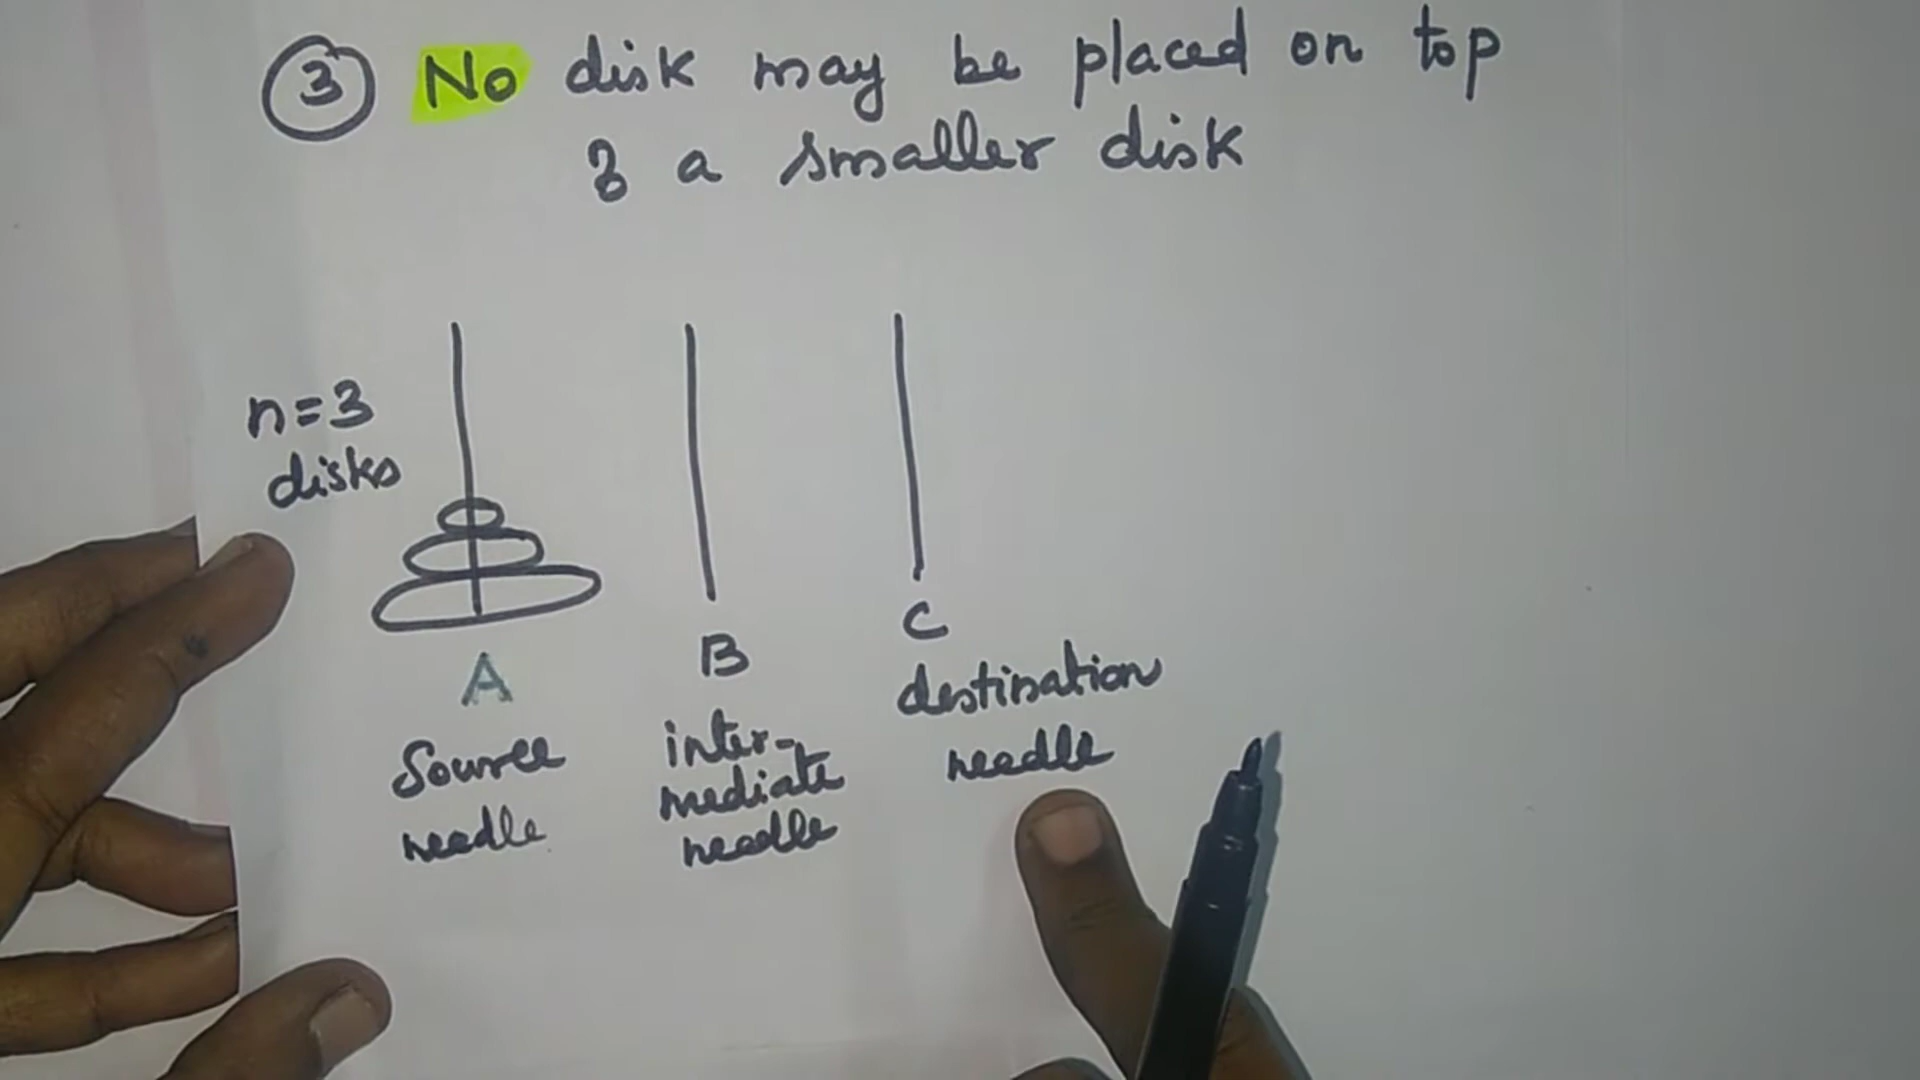 ③ No disk may be placed on top
of a smaller disk
n=3
disks
A
Source
needle
B
inter-
mediate
needle
C
destination
needle